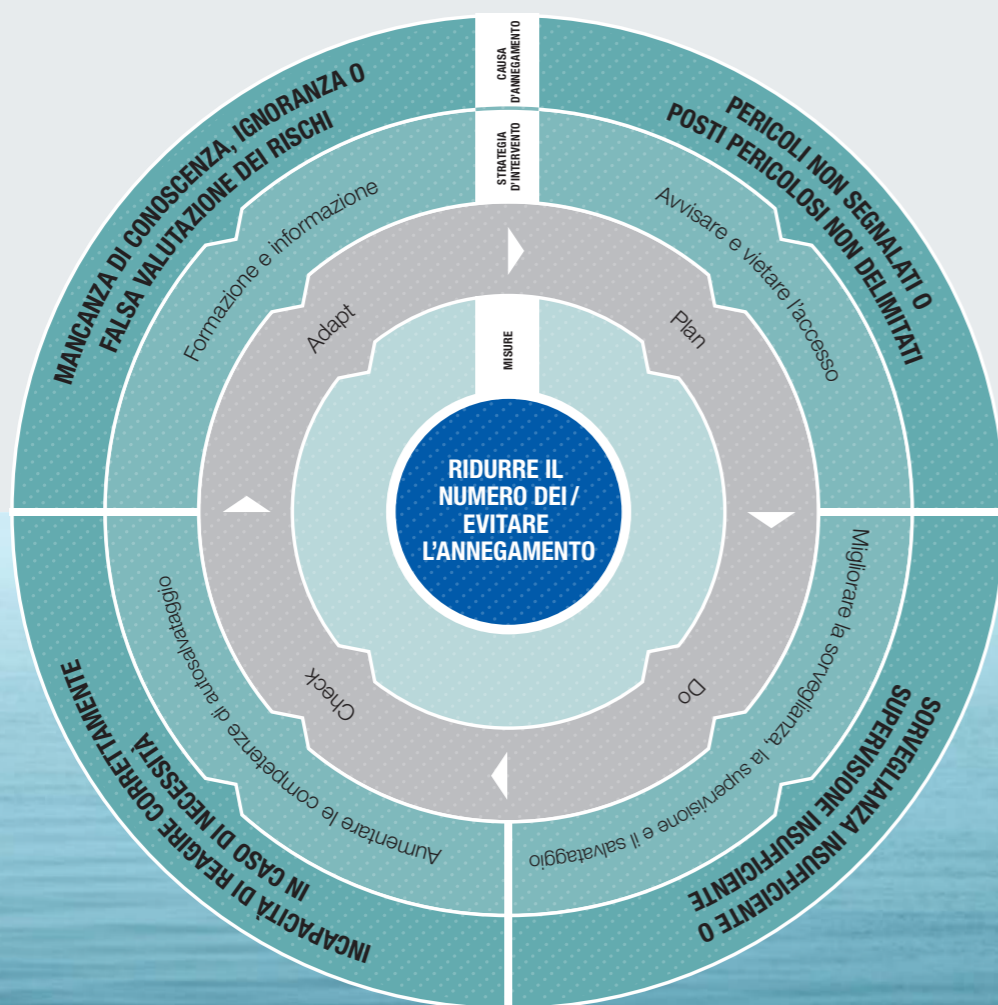 CAUSA
D'ANNEGAMENTO
STRATEGIA
D'INTERVENTO
MISURE
MANCANZA DI CONOSCENZA, IGNORANZA O
FALSA VALUTAZIONE DEI RISCHI
Formazione e informazione
Adapt
PERICOLI NON SEGNALATI O
POSTI PERICOLOSI NON DELIMITATI
Avvisare e vietare l'accesso
Plan
RIDURRE IL
NUMERO DEI /
EVITARE
L'ANNEGAMENTO
SORVEGLIANZA INSUFFICIENTE O
SUPERVISIONE INSUFFICIENTE
Migliorare la sorveglianza, la supervisione e il salvataggio
Do
INCAPACITÀ DI REAGIRE CORRETTAMENTE
IN CASO DI NECESSITÀ
Aumentare le competenze di autosalvataggio
Check